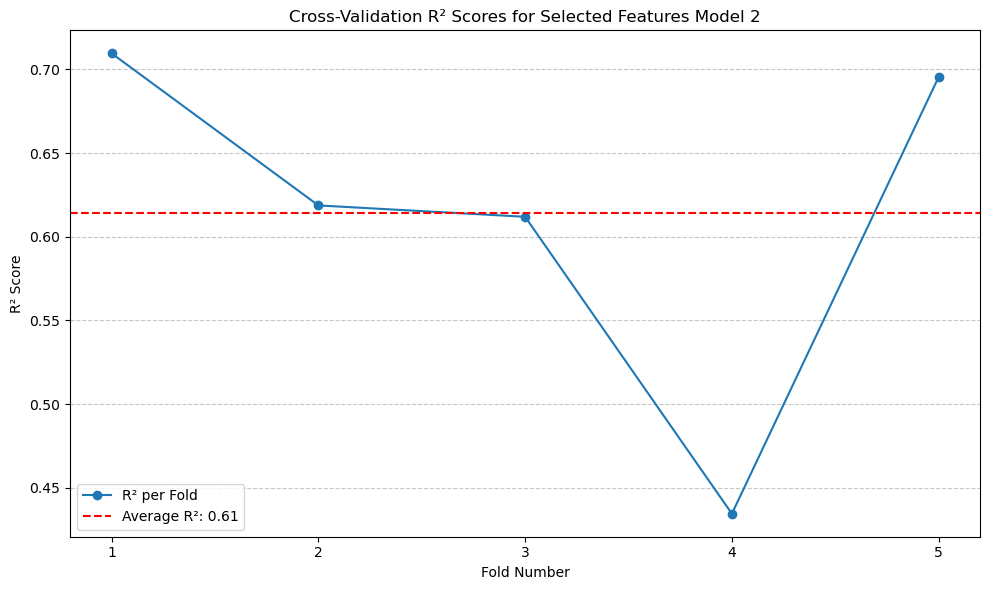 Cross-Validation R² Scores for Selected Features Model 2
R² Score
0.70
0.65
0.60
0.55
0.50
0.45
R² per Fold
Average R²: 0.61
1 2 3 4 5
Fold Number